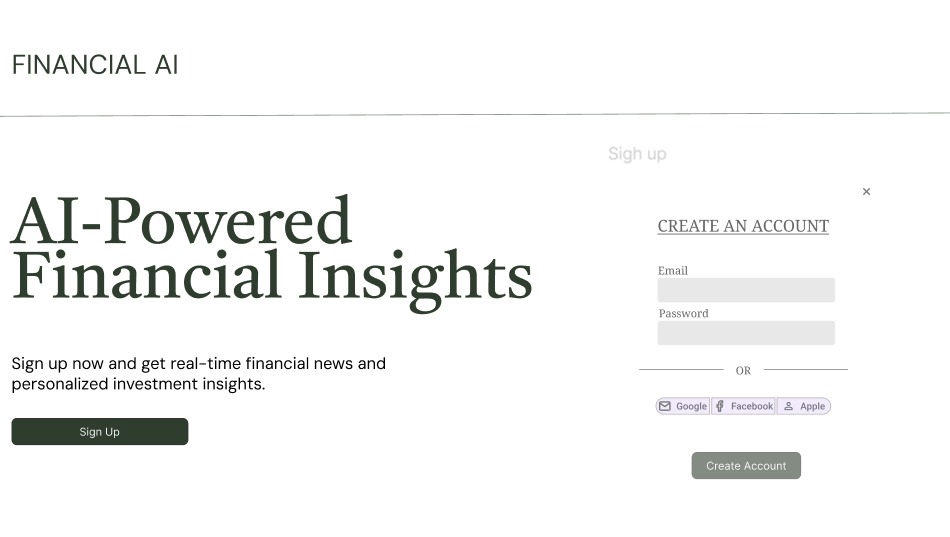 FINANCIAL AI
Sigh up
AI-Powered
Financial Insights
Sign up now and get real-time financial news and
personalized investment insights.
Sign Up
CREATE AN ACCOUNT
Email
Password
OR
Google Facebook Apple
Create Account